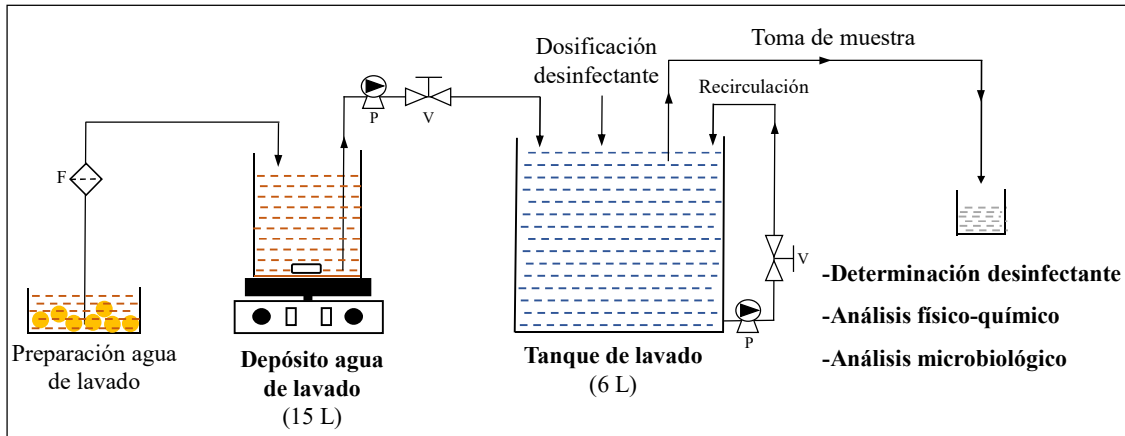 Dosificación
desinfectante
Toma de muestra
Recirculación
P
V
F
V
P
Preparación agua
de lavado
Depósito agua
de lavado
(15 L)
Tanque de lavado
(6 L)
-Determinación desinfectante
-Análisis físico-químico
-Análisis microbiológico